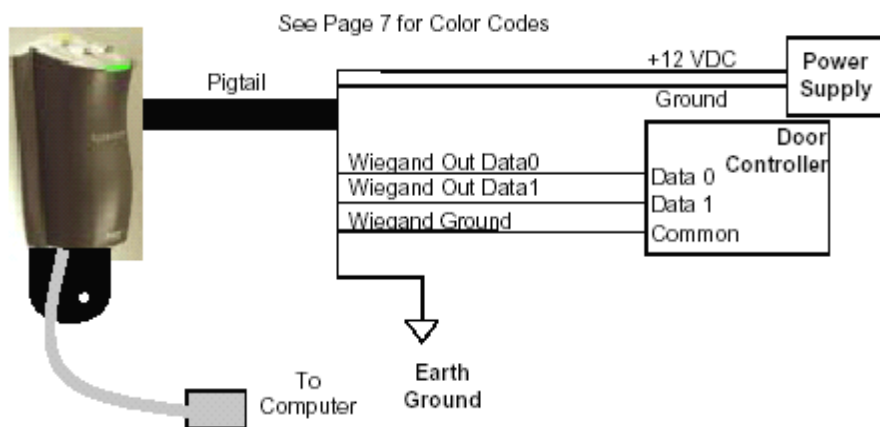 See Page 7 for Color Codes
Pigtail
+12 VDC
Ground
Power
Supply
Door
Controller
Wiegand Out Data0
Wiegand Out Data1
Wiegand Ground
Data 0
Data 1
Common
To
Computer
Earth
Ground